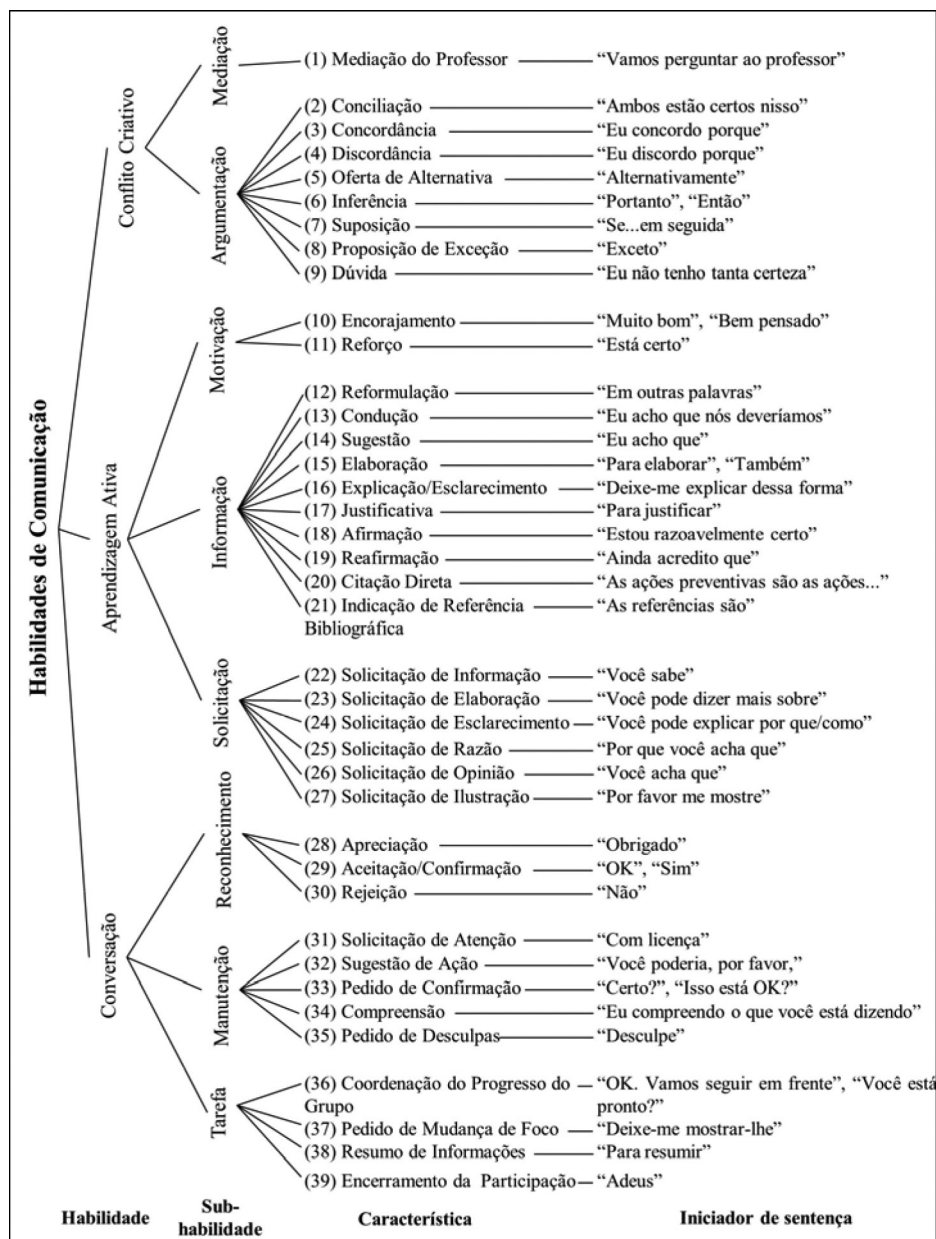 Habilidades de Comunicação
Conflito Criativo
Mediação
(1) Mediação do Professor “Vamos perguntar ao professor”
Argumentação
(2) Conciliação “Ambos estão certos nisso”
(3) Concordância “Eu concordo porque”
(4) Discordância “Eu discordo porque”
(5) Oferta de Alternativa “Alternativamente”
(6) Inferência “Portanto”, “Então”
(7) Suposição “Se...em seguida”
(8) Proposição de Exceção “Exceto”
(9) Dúvida “Eu não tenho tanta certeza”
Aprendizagem Ativa
Motivação
(10) Encorajamento “Muito bom”, “Bem pensado”
(11) Reforço “Está certo”
Informação
(12) Reformulação “Em outras palavras”
(13) Condução “Eu acho que nós deveríamos”
(14) Sugestão “Eu acho que”
(15) Elaboração “Para elaborar”, “Também”
(16) Explicação/Esclarecimento “Deixe-me explicar dessa forma”
(17) Justificativa “Para justificar”
(18) Afirmação “Estou razoavelmente certo”
(19) Reafirmação “Ainda acredito que”
(20) Citação Direta “As ações preventivas são as ações...”
(21) Indicação de Referência “As referências são”
Bibliográfica
Solicitação
(22) Solicitação de Informação “Você sabe”
(23) Solicitação de Elaboração “Você pode dizer mais sobre”
(24) Solicitação de Esclarecimento “Você pode explicar por que/como”
(25) Solicitação de Razão “Por que você acha que”
(26) Solicitação de Opinião “Você acha que”
(27) Solicitação de Ilustração “Por favor me mostre”
Conversação
Reconhecimento
(28) Apreciação “Obrigado”
(29) Aceitação/Confirmação “OK”, “Sim”
(30) Rejeição “Não”
Manutenção
(31) Solicitação de Atenção “Com licença”
(32) Sugestão de Ação “Você poderia, por favor,”
(33) Pedido de Confirmação “Certo?”, “Isso está OK?”
(34) Compreensão “Eu compreendo o que você está dizendo”
(35) Pedido de Desculpas “Desculpe”
Tarefa
(36) Coordenação do Progresso do “OK. Vamos seguir em frente”, “Você está
Grupo pronto?”
(37) Pedido de Mudança de Foco “Deixe-me mostrar-lhe”
(38) Resumo de Informações “Para resumir”
(39) Encerramento da Participação “Adeus”
Habilidade
Sub-
habilidade
Característica
Iniciador de sentença